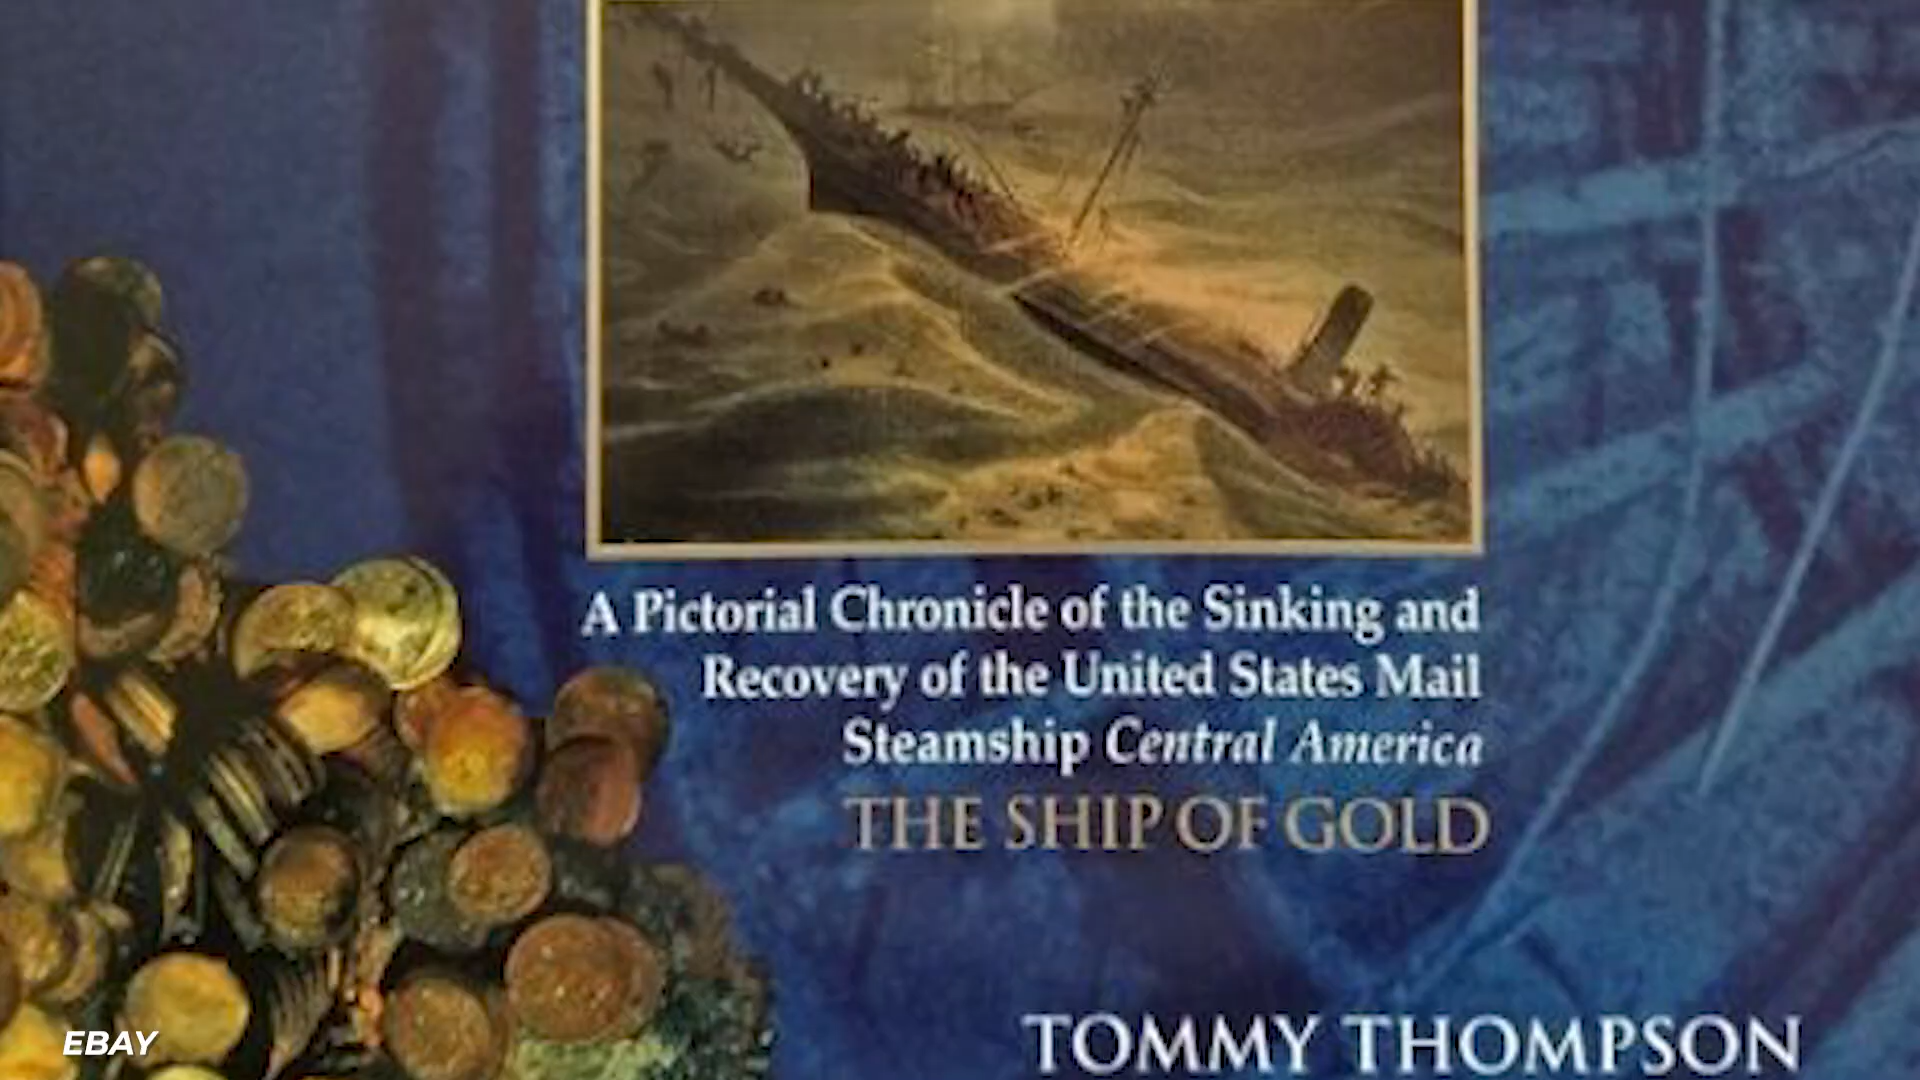 A Pictorial Chronicle of the Sinking and
Recovery of the United States Mail
Steamship Central America
THE SHIP OF GOLD
TOMMY THOMPSON
EBAY